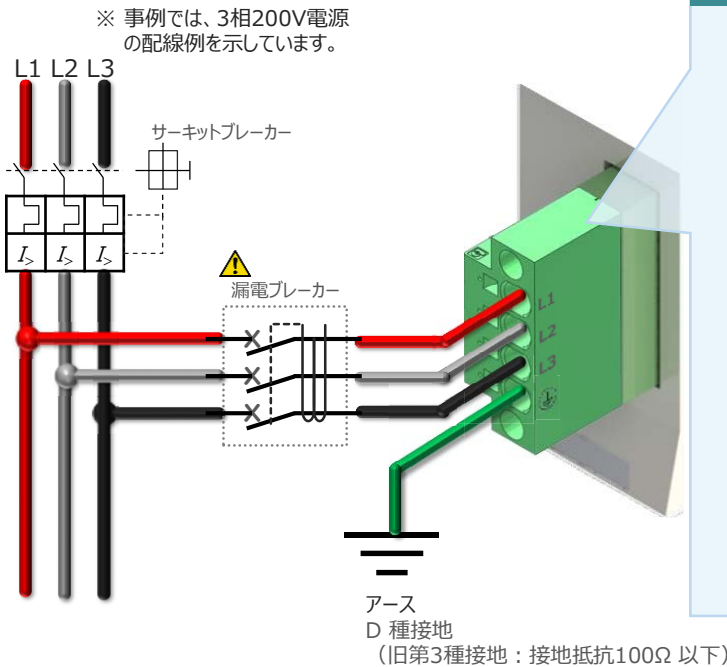 ※ 事例では、3相200V電源
の配線例を示しています。
L1 L2 L3
サーキットブレーカー
I> I> I>
漏電ブレーカー
L1
L2
L3
アース
D 種接地
（旧第3種接地：接地抵抗100Ω 以下）